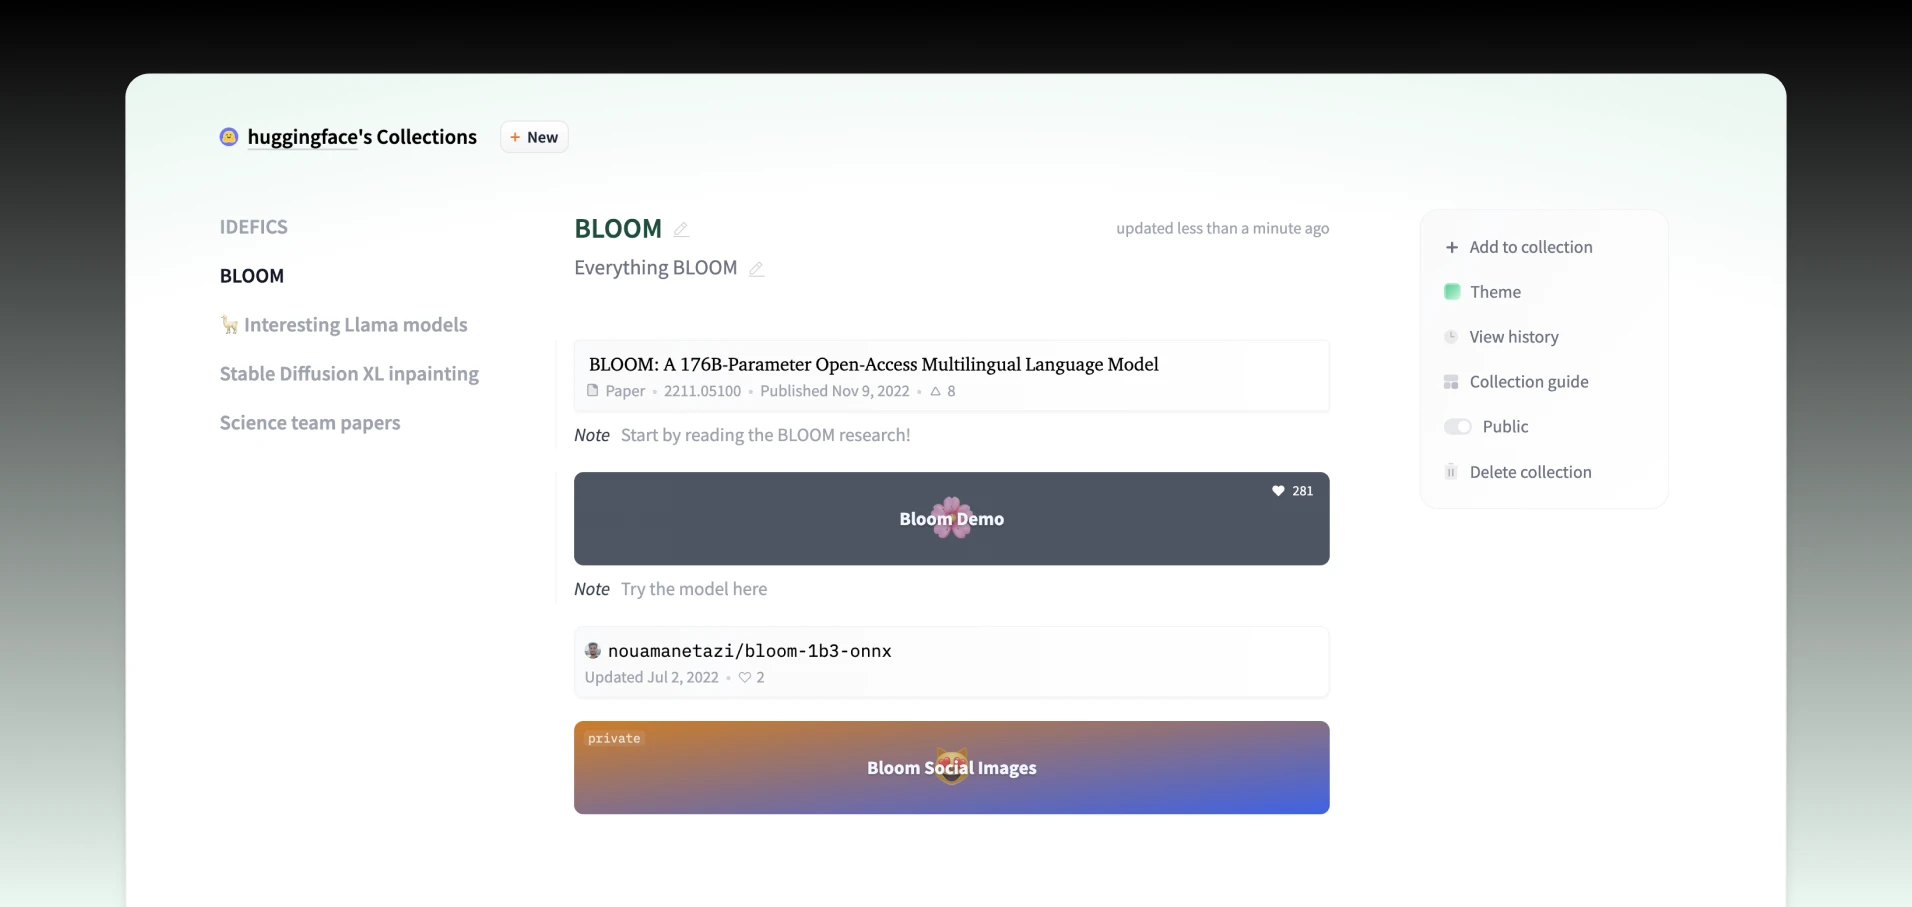 huggingface's Collections
+ New
IDEFICS
BLOOM
🦙 Interesting Llama models
Stable Diffusion XL inpainting
Science team papers
BLOOM
updated less than a minute ago
Everything BLOOM
BLOOM: A 176B-Parameter Open-Access Multilingual Language Model
Paper • 2211.05100 • Published Nov 9, 2022 • 8
Note Start by reading the BLOOM research!
281
Bloom Demo
Note Try the model here
nouamanetazi/bloom-1b3-onnx
Updated Jul 2, 2022 • 2
private
Bloom Social Images
+ Add to collection
Theme
View history
Collection guide
Public
Delete collection